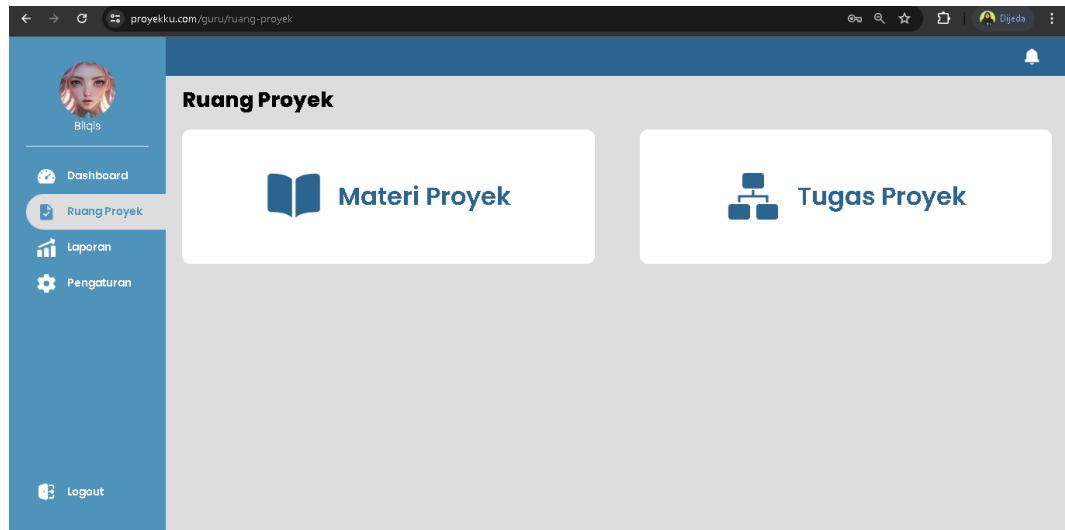 proyekku.com/guru/ruang-proyek
Dijeda
Bilqis
Ruang Proyek
Dashboard
Ruang Proyek
Laporan
Pengaturan
Materi Proyek
Tugas Proyek
Logout